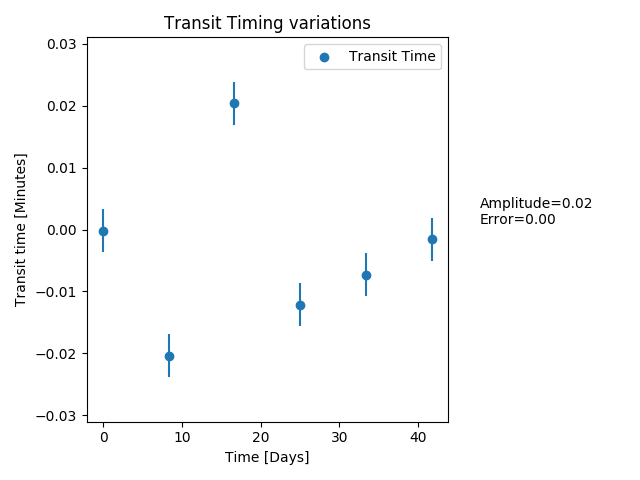 Transit Timing variations
Transit Time
0.03
0.02
0.01
0.00
−0.01
−0.02
−0.03
Transit time [Minutes]
0
10
20
30
40
Time [Days]
Amplitude=0.02
Error=0.00